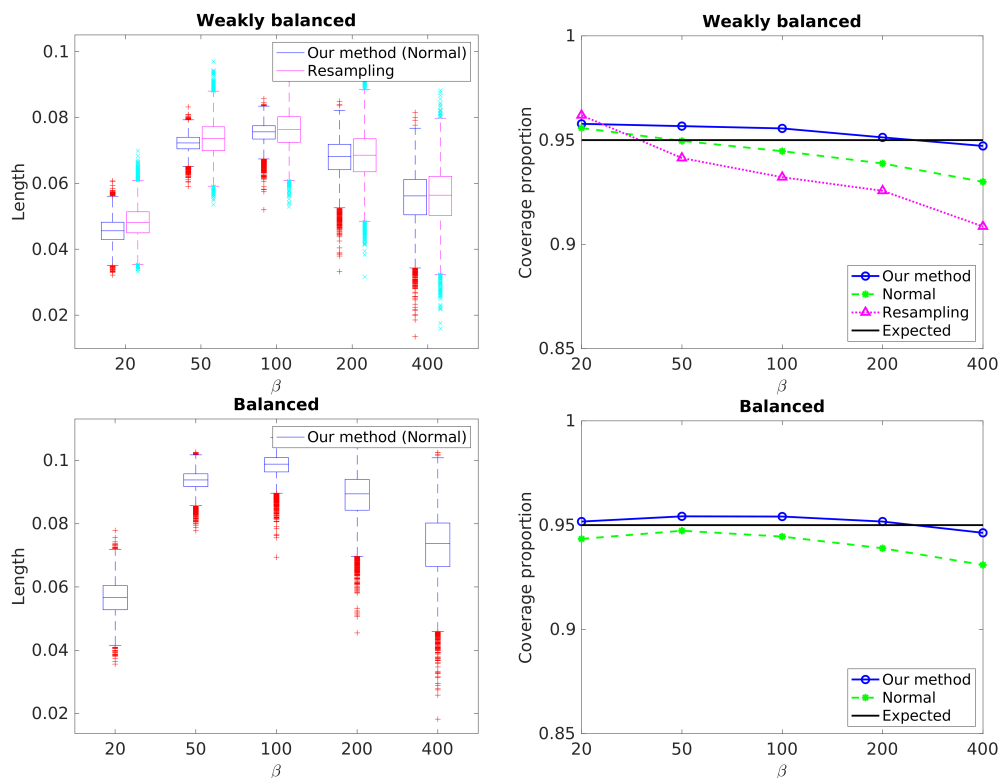 Weakly balanced
0.1
0.08
0.06
0.04
0.02
Length
Our method (Normal)
Resampling
20 50 100 200 400
β
Weakly balanced
1
0.95
0.9
0.85
Coverage proportion
Our method
Normal
Resampling
Expected
20 50 100 200 400
β
Balanced
0.1
0.08
0.06
0.04
0.02
Length
Our method (Normal)
20 50 100 200 400
β
Balanced
1
0.95
0.9
0.85
Coverage proportion
Our method
Normal
Expected
20 50 100 200 400
β